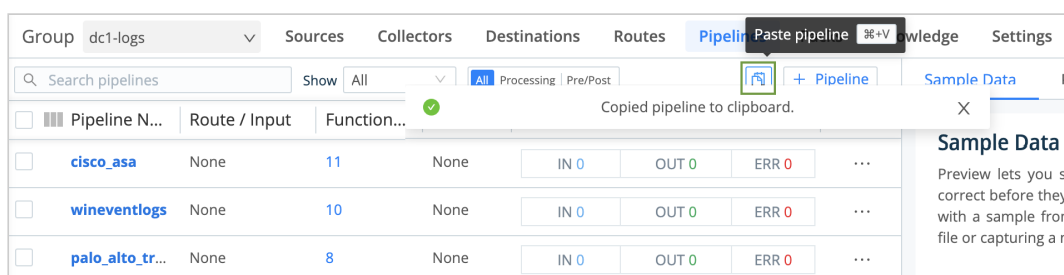 Group dc1-logs Sources Collectors Destinations Routes Pipelin Paste pipeline ⌘+V owledge Settings
Search pipelines Show All All Processing Pre/Post + Pipeline Sample Data
Copied pipeline to clipboard.
Pipeline N... Route / Input Function...
cisco_asa None 11 None IN 0 OUT 0 ERR 0 ...
wineventlogs None 10 None IN 0 OUT 0 ERR 0 ...
palo_alto_tr... None 8 None IN 0 OUT 0 ERR 0 ...
Sample Data
Preview lets you s
correct before they
with a sample fro
file or capturing a